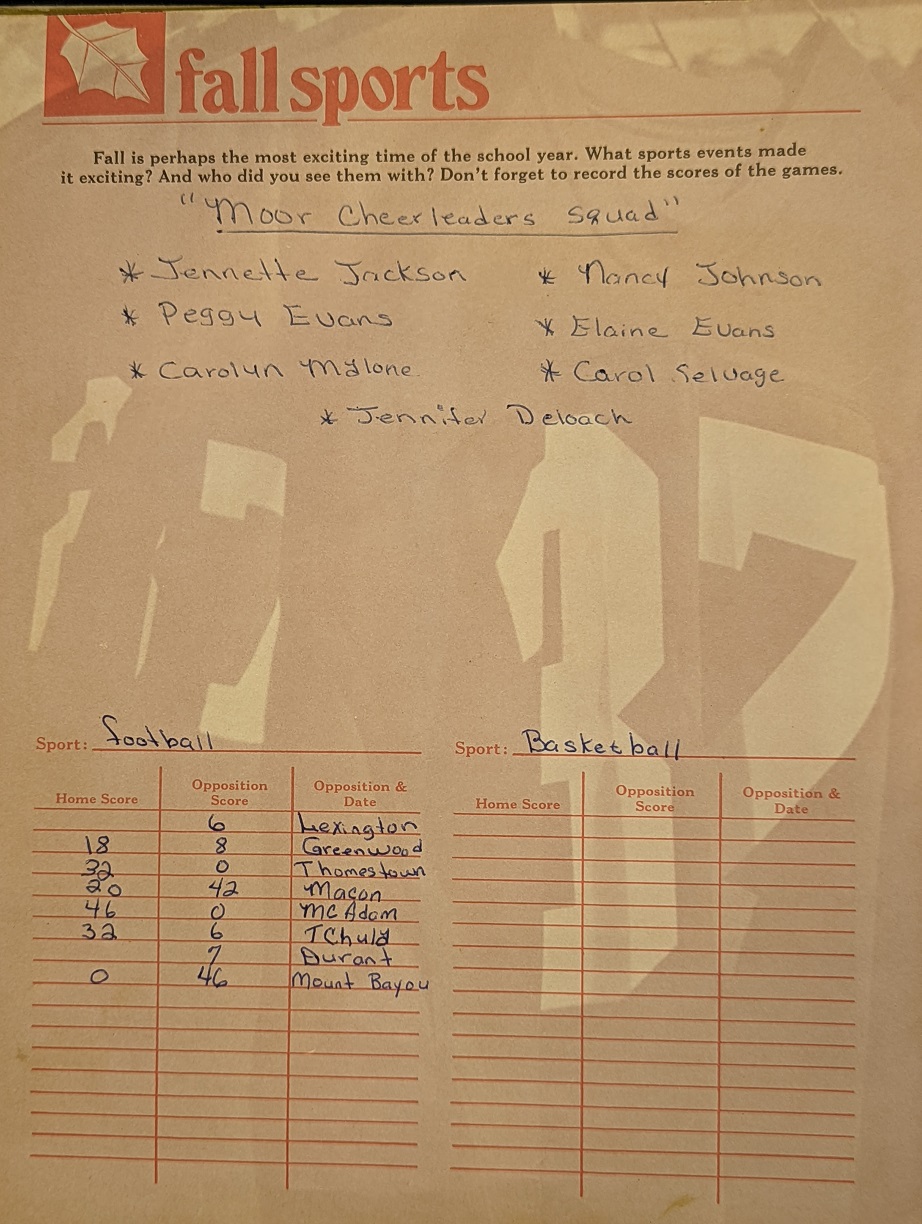 fall sports
Fall is perhaps the most exciting time of the school year. What sports events made
it exciting? And who did you see them with? Don't forget to record the scores of the games.
"Moor Cheerleaders Squad"
* Jennette Jackson * Nancy Johnson
* Peggy Evans * Elaine Evans
* Carolyn Malone * Carol Selvage
* Jennifer Deloach
Sport: football
Home Score Opposition Score Opposition & Date
6 Lexington
18 8 Greenwood
32 0 Thomestown
20 42 Macon
46 0 McAdam
32 6 TChula
7 Durant
0 46 Mount Bayou
Sport: Basketball
Home Score Opposition Score Opposition & Date